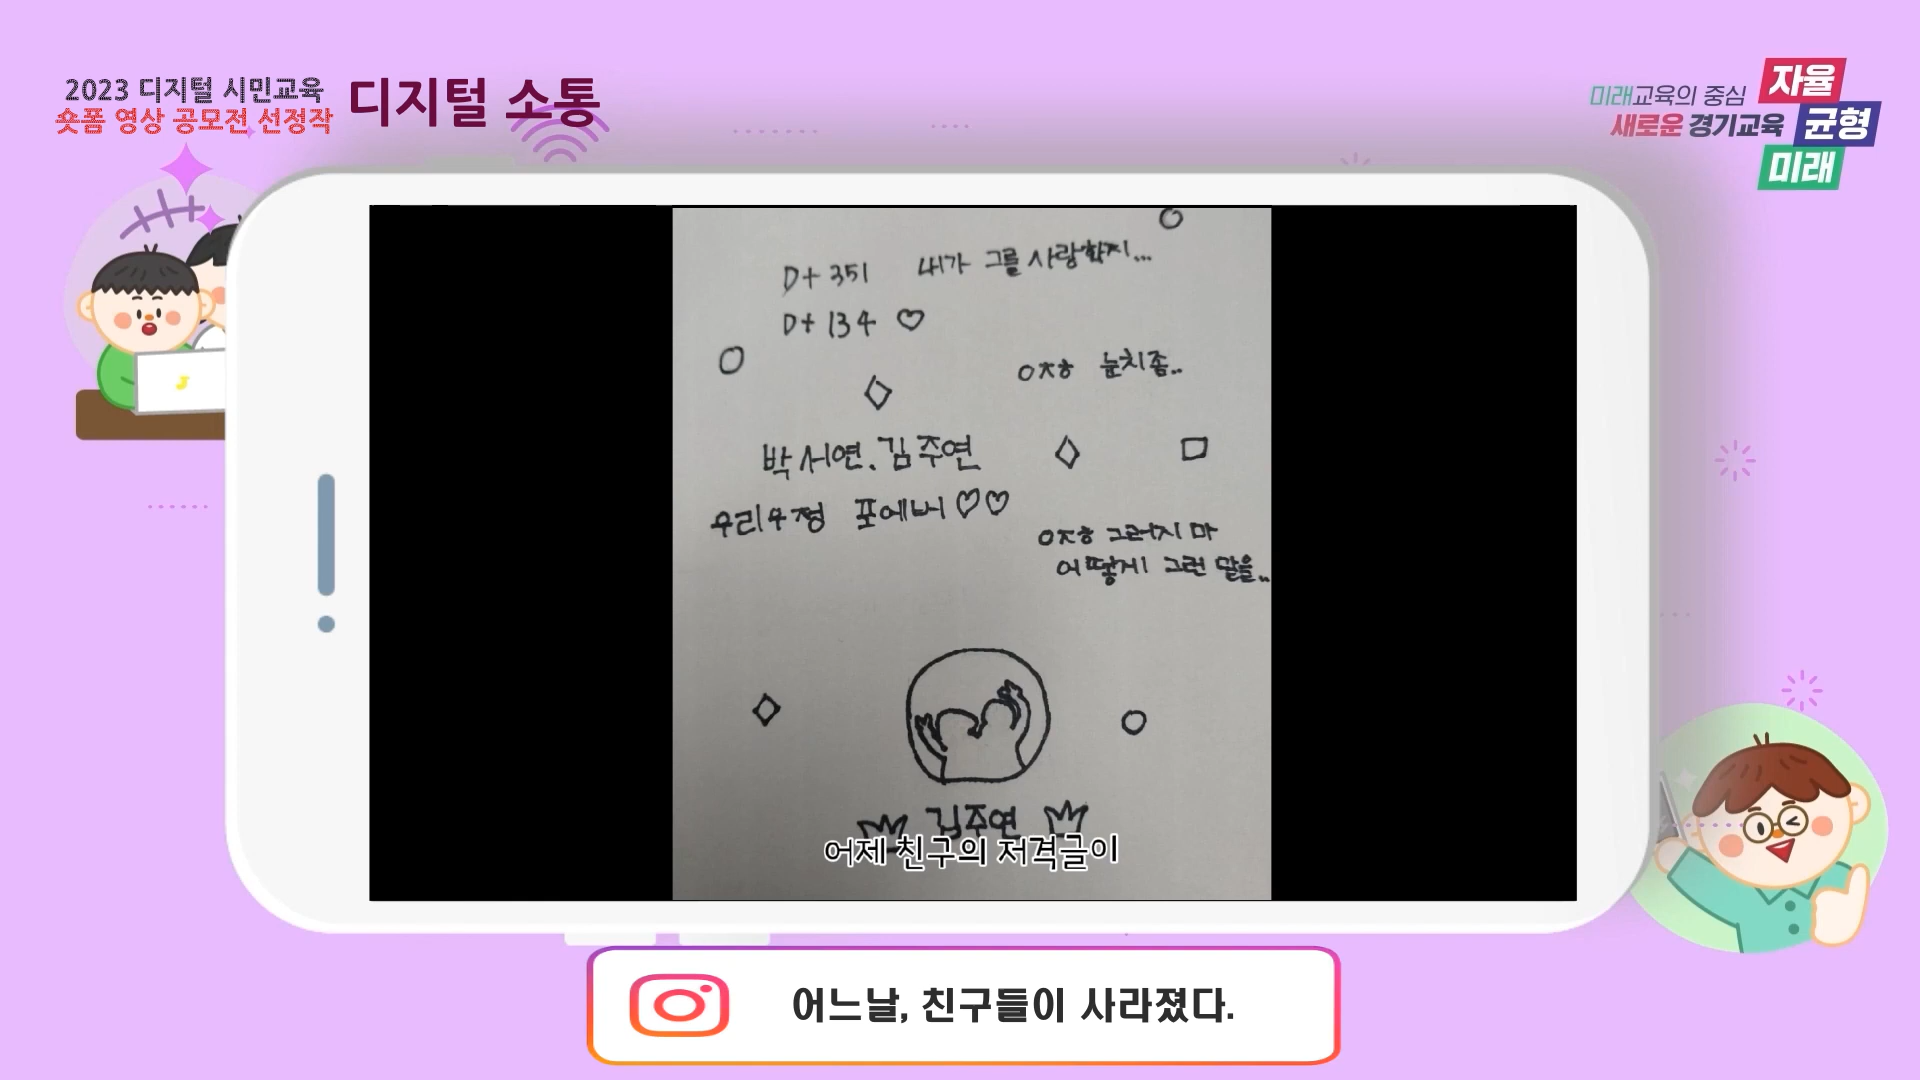 2023 디지털 시민교육
숏폼 영상 공모전 선정작
디지털 소통
미래교육의 중심
새로운 경기교육
자율
균형
미래
D+ 351 내가 그를 사랑할지...
D+ 134 ♡
ㅇㅈㅎ 눈치좀..
박서연.김주연
우리우정 포에버♡♡
ㅇㅈㅎ 그러지 마
어떻게 그런 말을..
김주연
어제 친구의 저격글이
어느날, 친구들이 사라졌다.